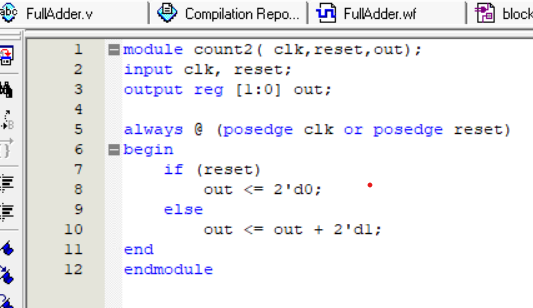 FullAdder.v Compilation Repo... FullAdder.wf block
1 module count2( clk,reset,out);
2 input clk, reset;
3 output reg [1:0] out;
4
5 always @ (posedge clk or posedge reset)
6 begin
7 if (reset)
8 out <= 2'd0;
9 else
10 out <= out + 2'd1;
11 end
12 endmodule